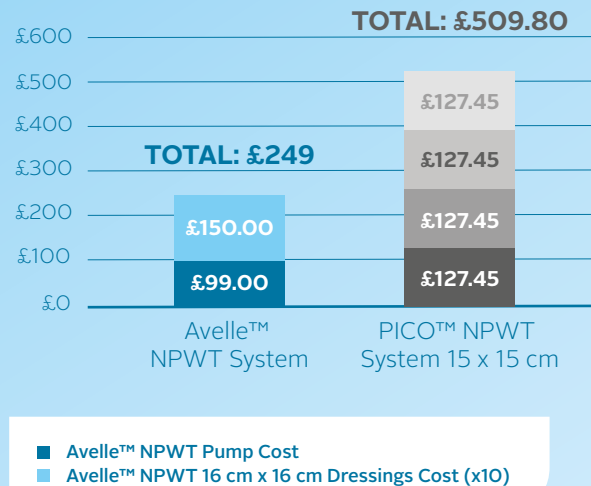 TOTAL: £509.80
£600
£500
£400
£300
£200
£100
£0
TOTAL: £249
£150.00
£99.00
£127.45
£127.45
£127.45
£127.45
Avelle™
NPWT System
PICO™ NPWT
System 15 x 15 cm
Avelle™ NPWT Pump Cost
Avelle™ NPWT 16 cm x 16 cm Dressings Cost (x10)